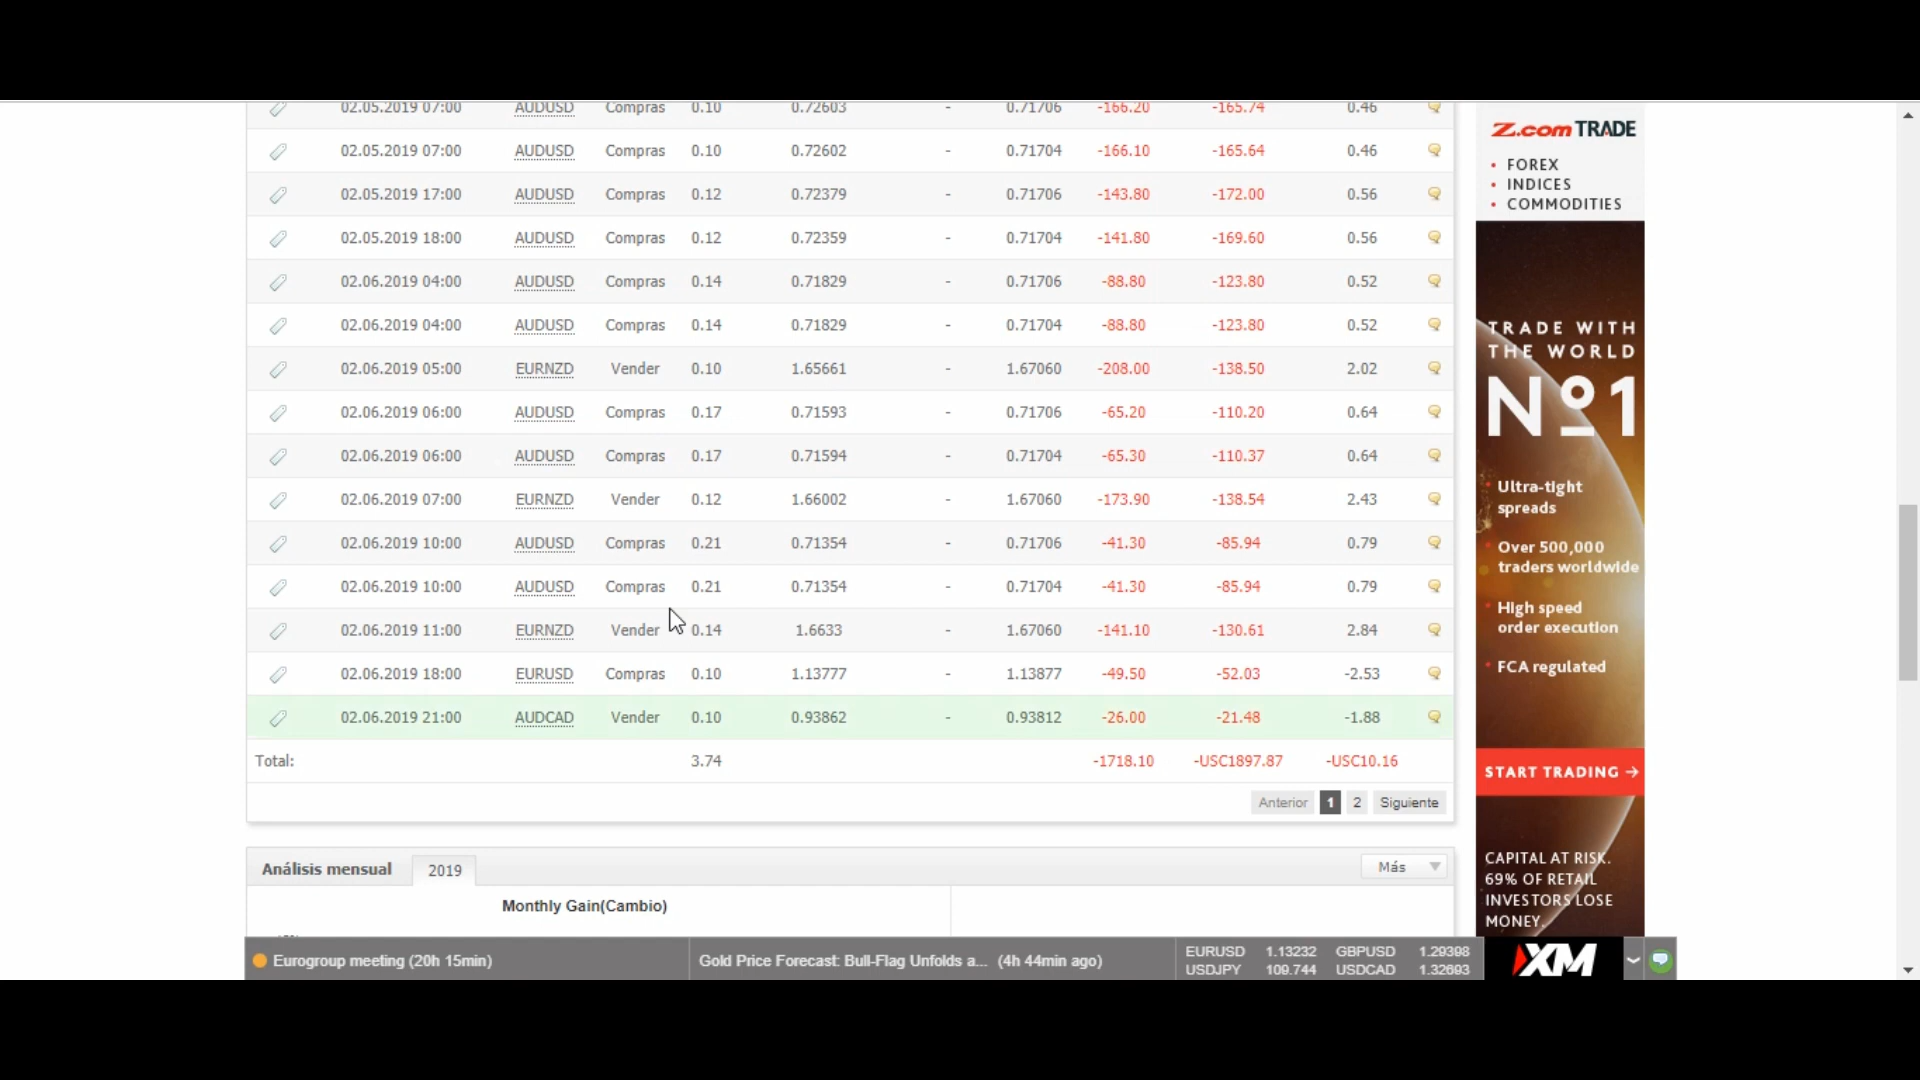 02.05.2019 07:00 AUDUSD Compras 0.10 0.72603 - 0.71706 -166.20 -165.74 0.46
02.05.2019 07:00 AUDUSD Compras 0.10 0.72602 - 0.71704 -166.10 -165.64 0.46
02.05.2019 17:00 AUDUSD Compras 0.12 0.72379 - 0.71706 -143.80 -172.00 0.56
02.05.2019 18:00 AUDUSD Compras 0.12 0.72359 - 0.71704 -141.80 -169.60 0.56
02.06.2019 04:00 AUDUSD Compras 0.14 0.71829 - 0.71706 -88.80 -123.80 0.52
02.06.2019 04:00 AUDUSD Compras 0.14 0.71829 - 0.71704 -88.80 -123.80 0.52
02.06.2019 05:00 EURNZD Vender 0.10 1.65661 - 1.67060 -208.00 -138.50 2.02
02.06.2019 06:00 AUDUSD Compras 0.17 0.71593 - 0.71706 -65.20 -110.20 0.64
02.06.2019 06:00 AUDUSD Compras 0.17 0.71594 - 0.71704 -65.30 -110.37 0.64
02.06.2019 07:00 EURNZD Vender 0.12 1.66002 - 1.67060 -173.90 -138.54 2.43
02.06.2019 10:00 AUDUSD Compras 0.21 0.71354 - 0.71706 -41.30 -85.94 0.79
02.06.2019 10:00 AUDUSD Compras 0.21 0.71354 - 0.71704 -41.30 -85.94 0.79
02.06.2019 11:00 EURNZD Vender 0.14 1.6633 - 1.67060 -141.10 -130.61 2.84
02.06.2019 18:00 EURUSD Compras 0.10 1.13777 - 1.13877 -49.50 -52.03 -2.53
02.06.2019 21:00 AUDCAD Vender 0.10 0.93862 - 0.93812 -26.00 -21.48 -1.88
Total: 3.74 -1718.10 -USC1897.87 -USC10.16
Anterior 1 2 Siguiente
Análisis mensual 2019 Más
Monthly Gain(Cambio)
Z.com TRADE
• FOREX
• INDICES
• COMMODITIES
TRADE WITH
THE WORLD
Nº1
Ultra-tight
spreads
Over 500,000
traders worldwide
High speed
order execution
FCA regulated
START TRADING →
CAPITAL AT RISK.
69% OF RETAIL
INVESTORS LOSE
MONEY.
Eurogroup meeting (20h 15min)
Gold Price Forecast: Bull-Flag Unfolds a... (4h 44min ago)
EURUSD 1.13232 GBPUSD 1.29398
USDJPY 109.744 USDCAD 1.32693
XM